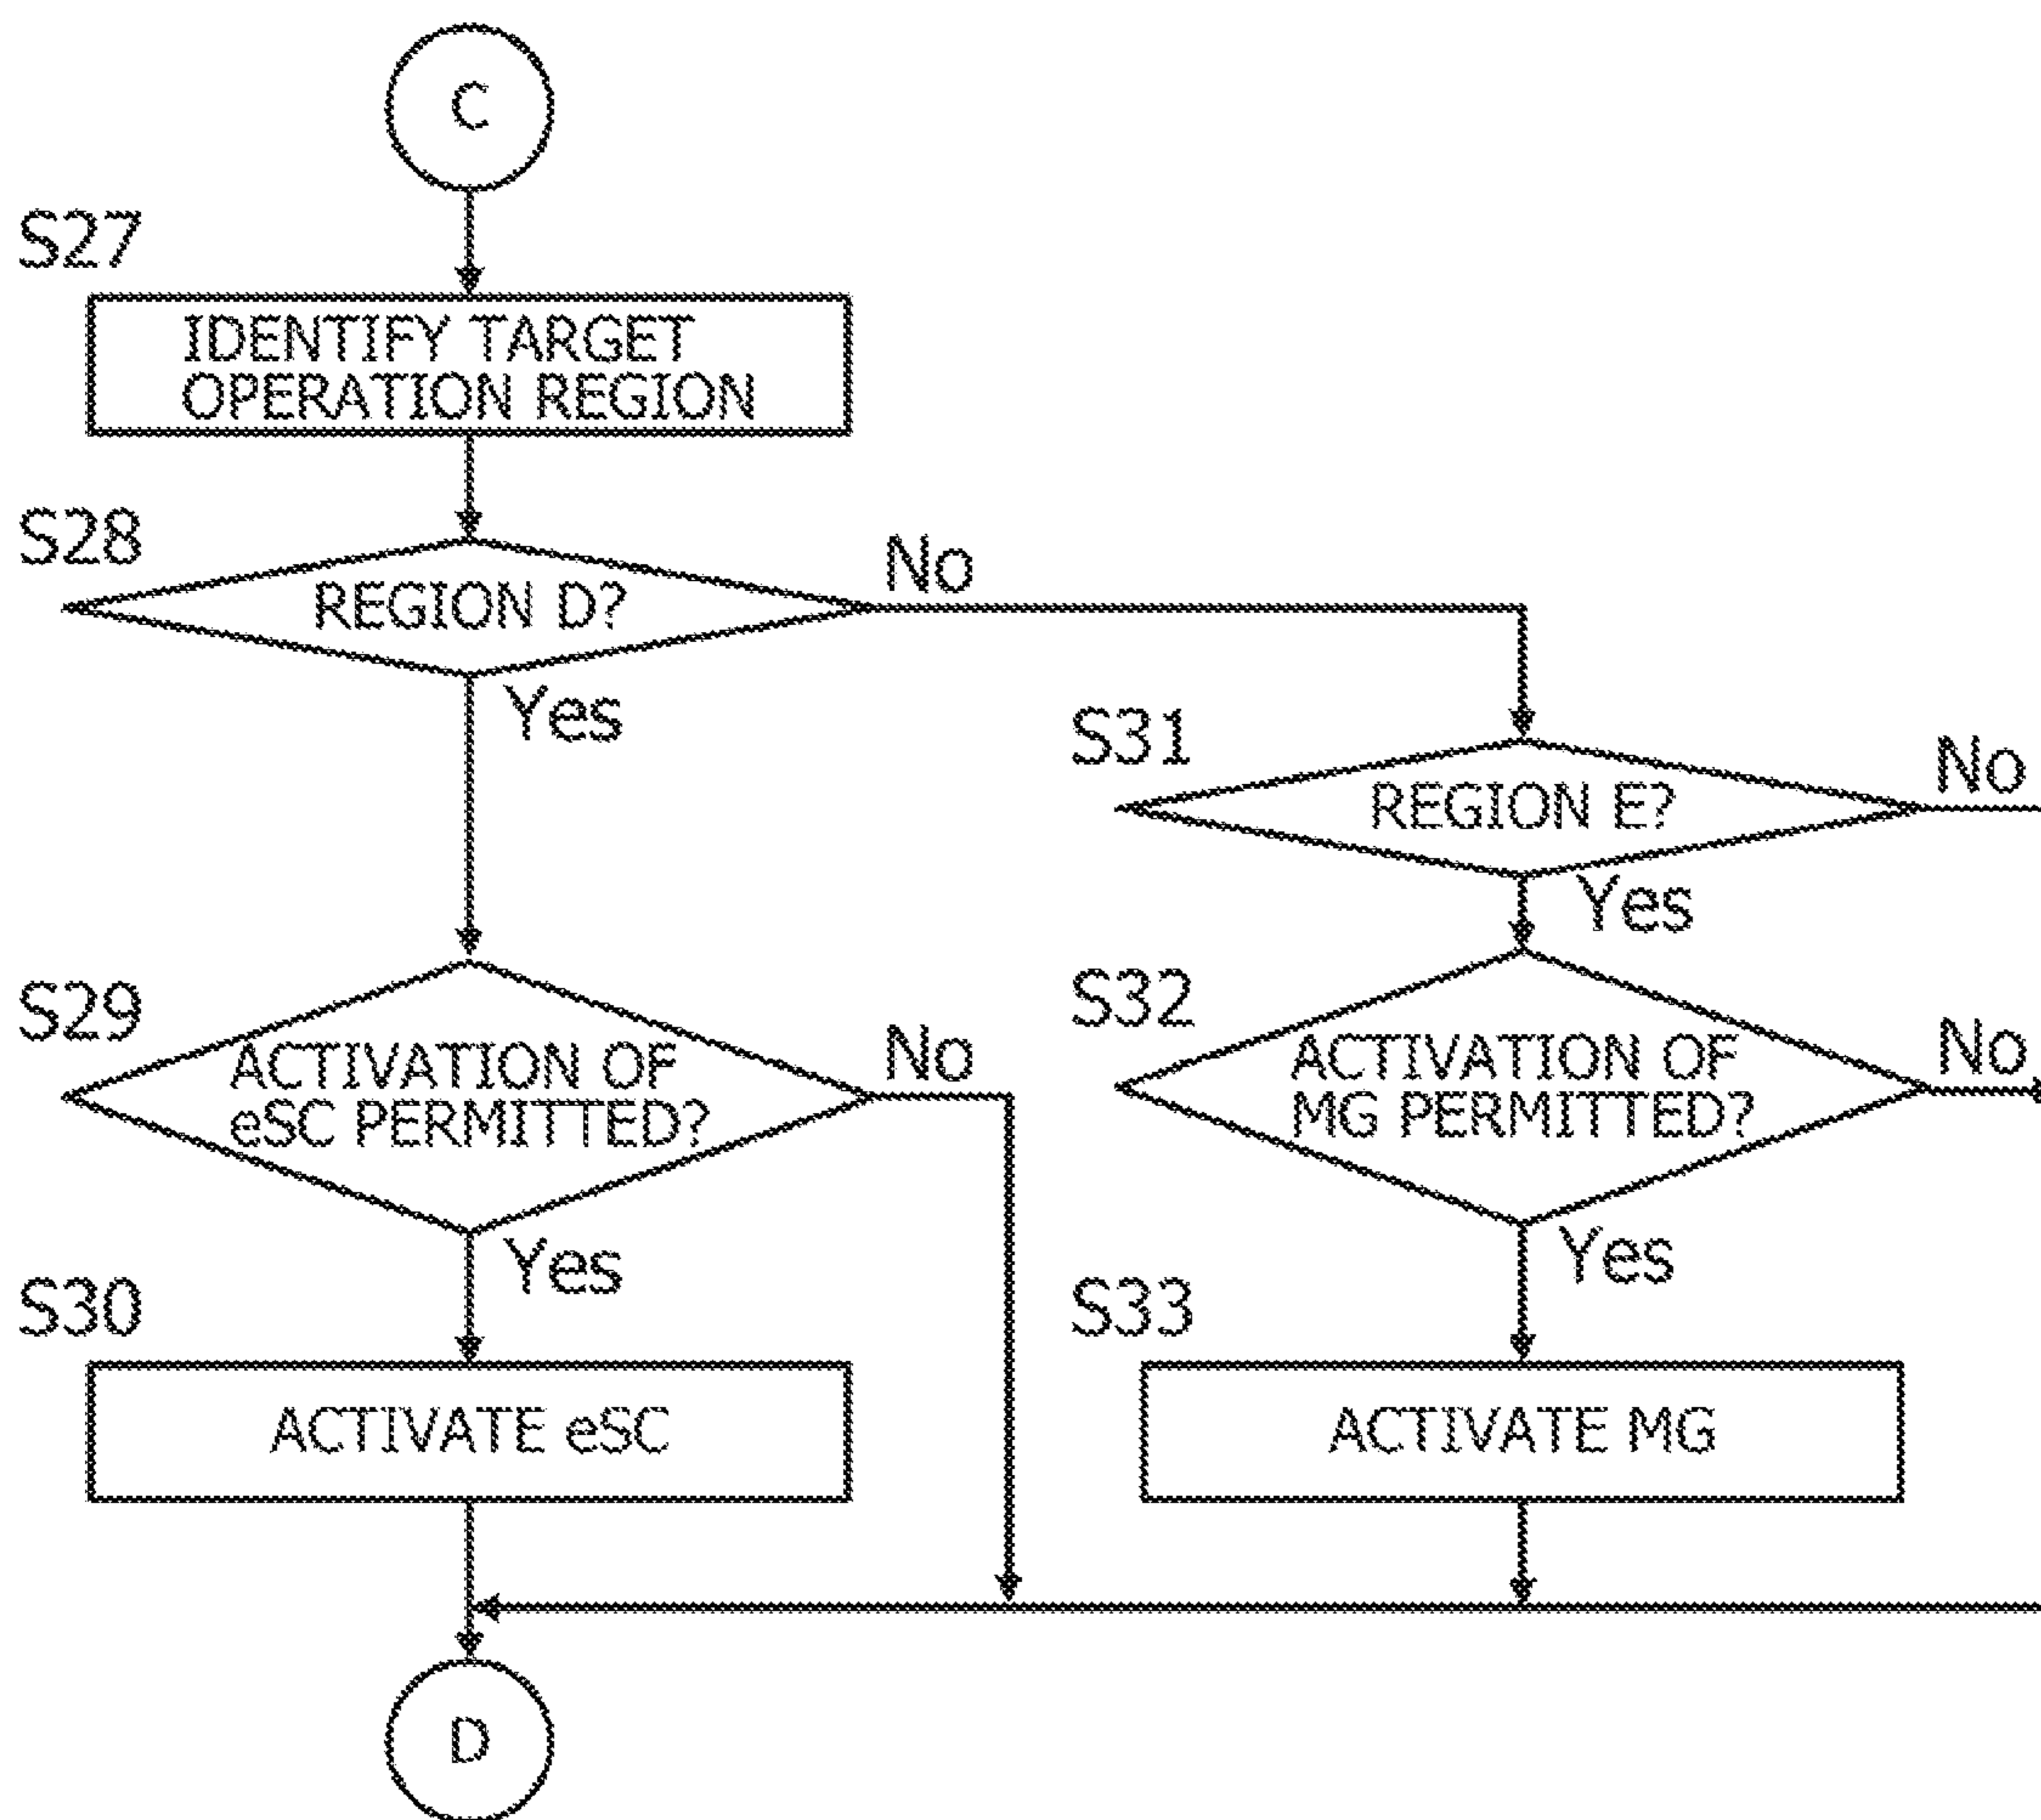 C
S27
IDENTIFY TARGET
OPERATION REGION
S28
REGION D?
No
Yes
S31
REGION E?
No
Yes
S29
ACTIVATION OF
eSC PERMITTED?
No
Yes
S32
ACTIVATION OF
MG PERMITTED?
No
Yes
S30
ACTIVATE eSC
S33
ACTIVATE MG
D